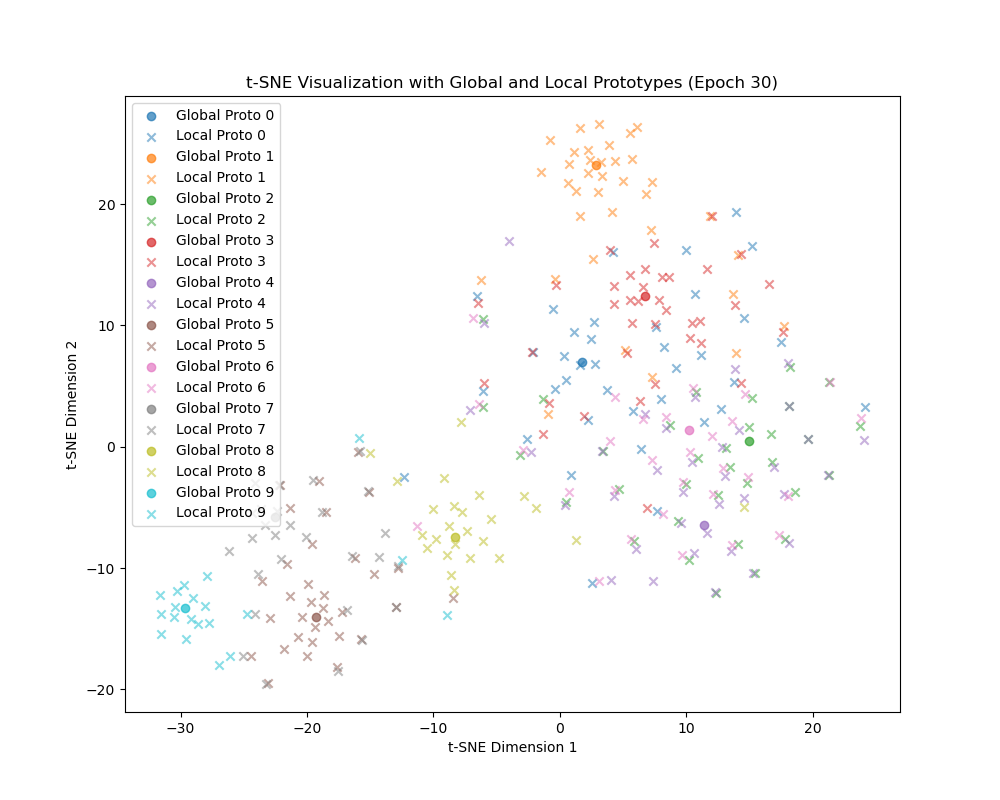 t-SNE Visualization with Global and Local Prototypes (Epoch 30)
Global Proto 0
Local Proto 0
Global Proto 1
Local Proto 1
Global Proto 2
Local Proto 2
Global Proto 3
Local Proto 3
Global Proto 4
Local Proto 4
Global Proto 5
Local Proto 5
Global Proto 6
Local Proto 6
Global Proto 7
Local Proto 7
Global Proto 8
Local Proto 8
Global Proto 9
Local Proto 9
t-SNE Dimension 2
20
10
0
−10
−20
−30
−20
−10
0
10
20
t-SNE Dimension 1